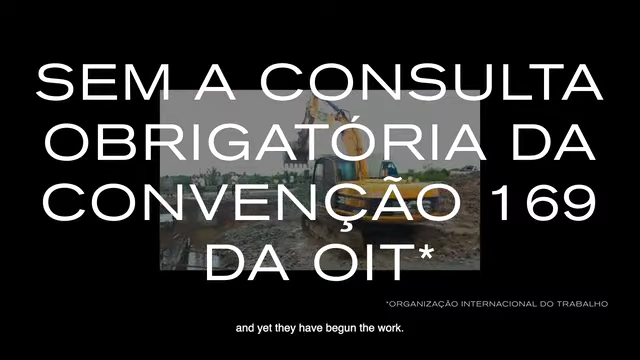 SEM A CONSULTA
OBRIGATÓRIA DA
CONVENÇÃO 169
DA OIT*
*ORGANIZAÇÃO INTERNACIONAL DO TRABALHO
and yet they have begun the work.